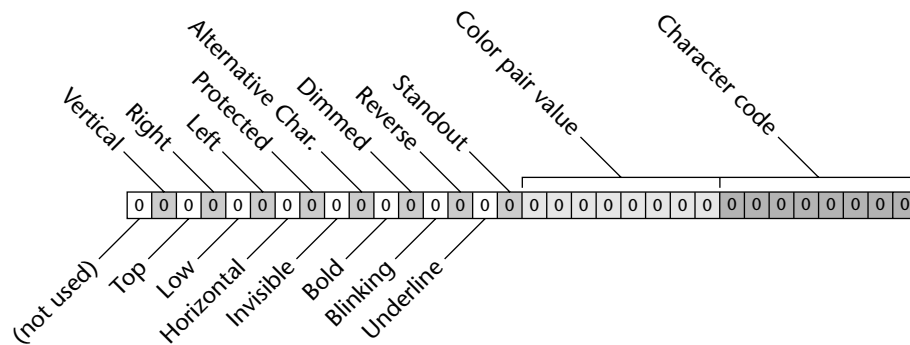 Vertical
Right
Left
Protected
Alternative Char.
Dimmed
Reverse
Standout
Color pair value
Character code
0 0 0 0 0 0 0 0 0 0 0 0 0 0 0 0 0 0 0 0 0 0 0 0 0 0 0 0 0 0 0 0
(not used)
Top
Low
Horizontal
Invisible
Bold
Blinking
Underline